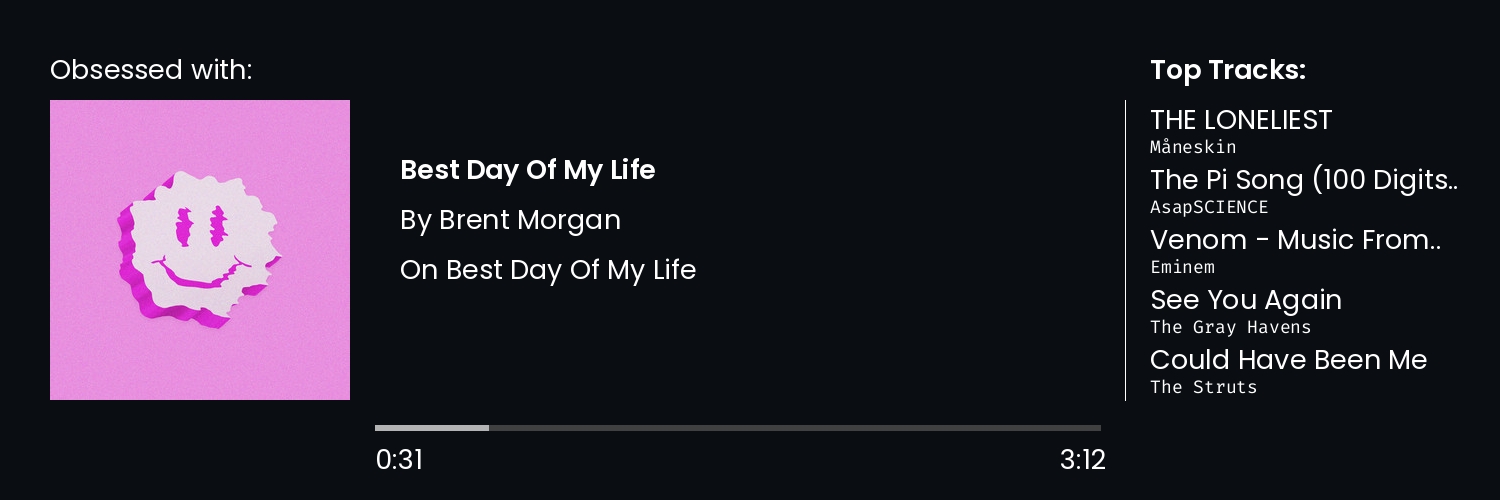 Obsessed with:
Best Day Of My Life
By Brent Morgan
On Best Day Of My Life
0:31
3:12
Top Tracks:
THE LONELIEST
Måneskin
The Pi Song (100 Digits..
AsapSCIENCE
Venom - Music From..
Eminem
See You Again
The Gray Havens
Could Have Been Me
The Struts